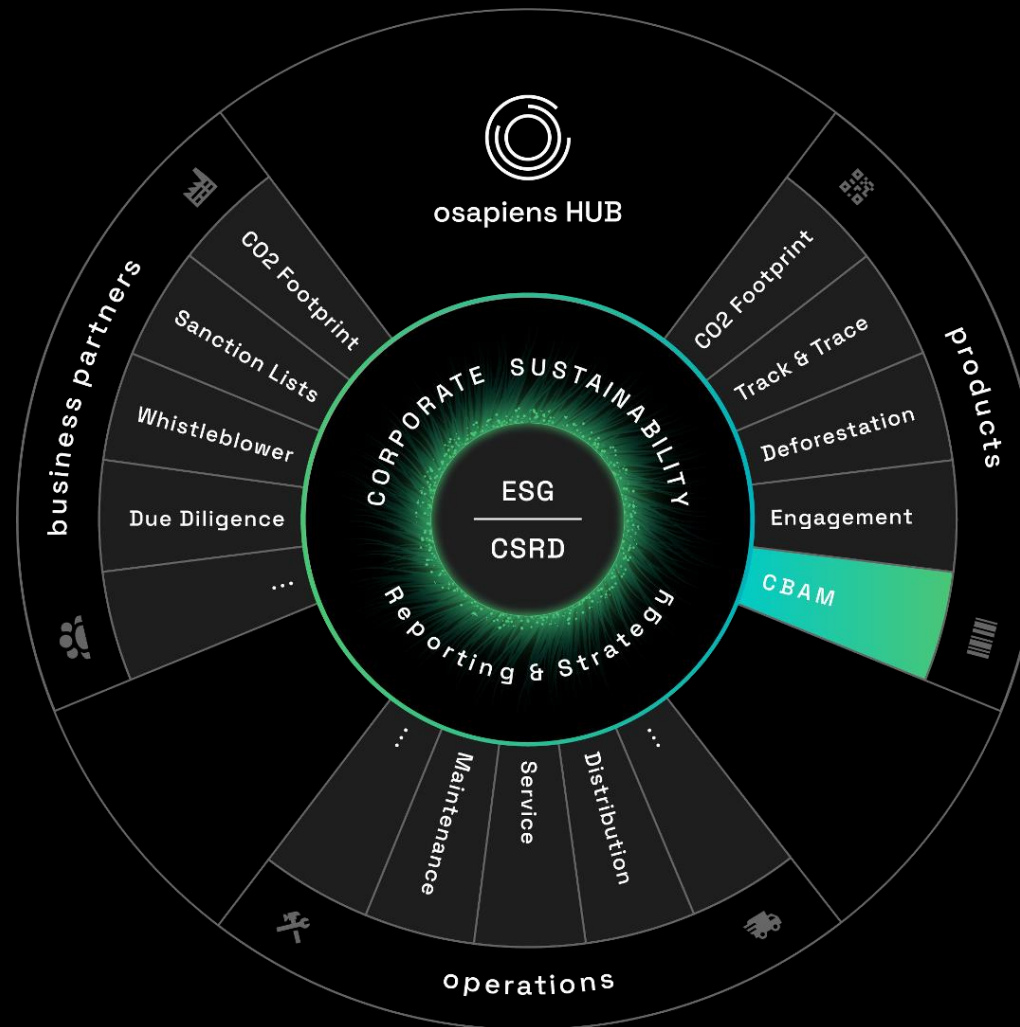 osapiens HUB
business partners
CO2 Footprint
Sanction Lists
Whistleblower
Due Diligence
...
CORPORATE SUSTAINABILITY
ESG
CSRD
Reporting & Strategy
products
CO2 Footprint
Track & Trace
Deforestation
Engagement
CBAM
...
Maintenance
Service
Distribution
...
operations